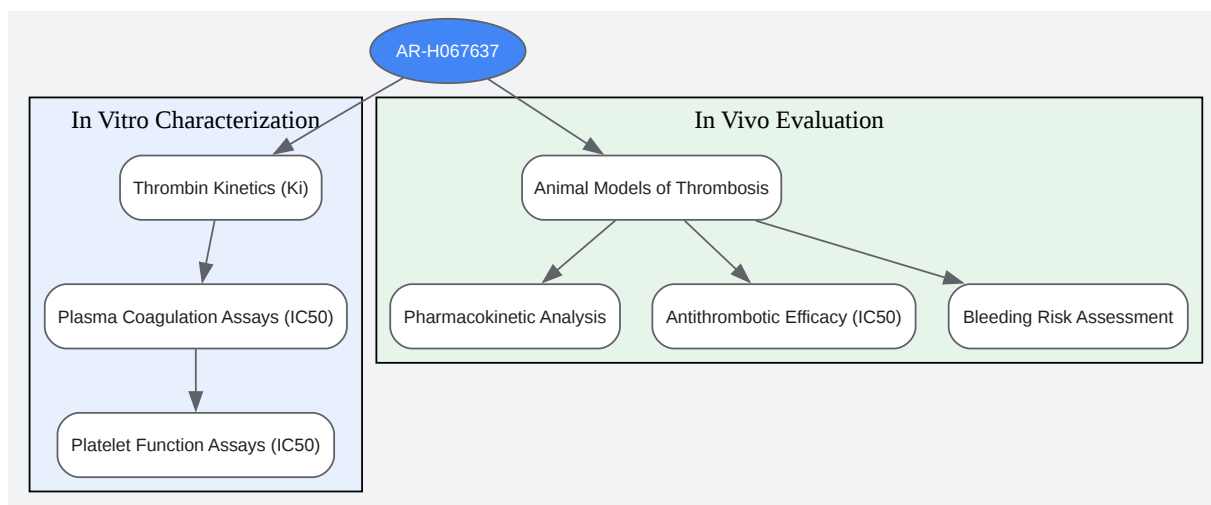 AR-H067637
In Vitro Characterization
Thrombin Kinetics (Ki)
Plasma Coagulation Assays (IC50)
Platelet Function Assays (IC50)
In Vivo Evaluation
Animal Models of Thrombosis
Pharmacokinetic Analysis
Antithrombotic Efficacy (IC50)
Bleeding Risk Assessment